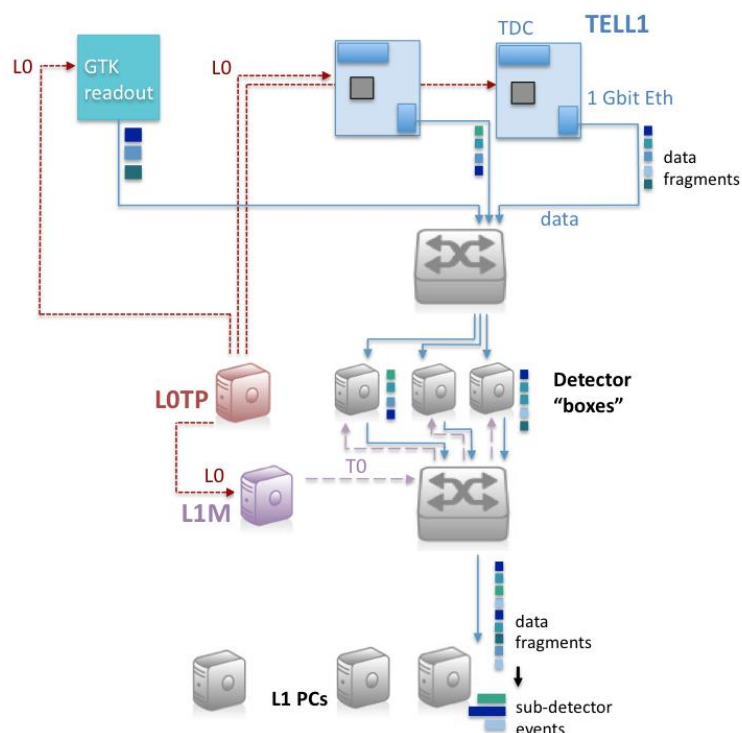 TDC
TELL1
L0
GTK
readout
L0
1 Gbit Eth
data
fragments
data
L0TP
Detector
"boxes"
L0
T0
L1M
data
fragments
L1 PCs
sub-detector
events